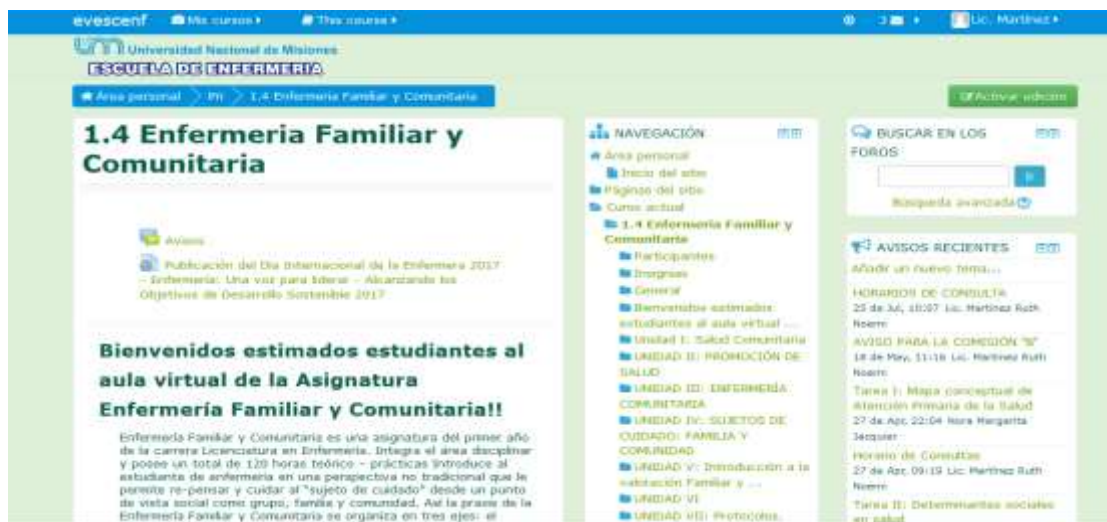 evescenf
Mis cursos
This course
3
Lic. Martinez
Universidad Nacional de Misiones
ESCUELA DE ENFERMERIA
Area personal
1.4 Enfermeria Familiar y Comunitaria
Activar edición
1.4 Enfermeria Familiar y
Comunitaria
Avisos
Publicación del Dia Internacional de la Enfermera 2017
- Enfermería: Una voz para liderar - Alcanzando los
Objetivos de Desarrollo Sostenible 2017
Bienvenidos estimados estudiantes al
aula virtual de la Asignatura
Enfermería Familiar y Comunitaria!!
Enfermería Familiar y Comunitaria es una asignatura del primer año
de la carrera Licenciatura en Enfermería. Integra el área disciplinar
y posee un total de 120 horas teórico - prácticas introduce al
estudiante de enfermería en una perspectiva no tradicional que le
permite re-pensar y cuidar al "sujeto de cuidado" desde un punto
de vista social como grupo, familia y comunidad. Así la praxis de la
Enfermería Familiar y Comunitaria se organiza en tres ejes: el
NAVEGACIÓN
Area personal
Inicio del sitio
Páginas del sitio
Curso actual
1.4 Enfermeria Familiar y
Comunitaria
Participantes
Insignias
General
Bienvenidos estimados
estudiantes al aula virtual ...
Unidad I: Salud Comunitaria
UNIDAD II: PROMOCIÓN DE
SALUD
UNIDAD III: ENFERMERÍA
COMUNITARIA
UNIDAD IV: SUJETOS DE
CUIDADO: FAMILIA Y
COMUNIDAD
UNIDAD V: Introducción a la
valoración Familiar y ...
UNIDAD VI
UNIDAD VII: Protocolos,
BUSCAR EN LOS
FOROS
Ir
Búsqueda avanzada
AVISOS RECIENTES
Añadir un nuevo tema...
HORARIOS DE CONSULTA
25 de Jul, 10:07 Lic. Martinez Ruth
Noemi
AVISO PARA LA COMISIÓN "B"
18 de May, 11:16 Lic. Martinez Ruth
Noemi
Tarea I: Mapa conceptual de
Atención Primaria de la Salud
27 de Apr, 22:04 Nora Margarita
Jacquier
Horario de Consultas
27 de Apr, 09:19 Lic. Martinez Ruth
Noemi
Tarea II: Determinantes sociales
en salud